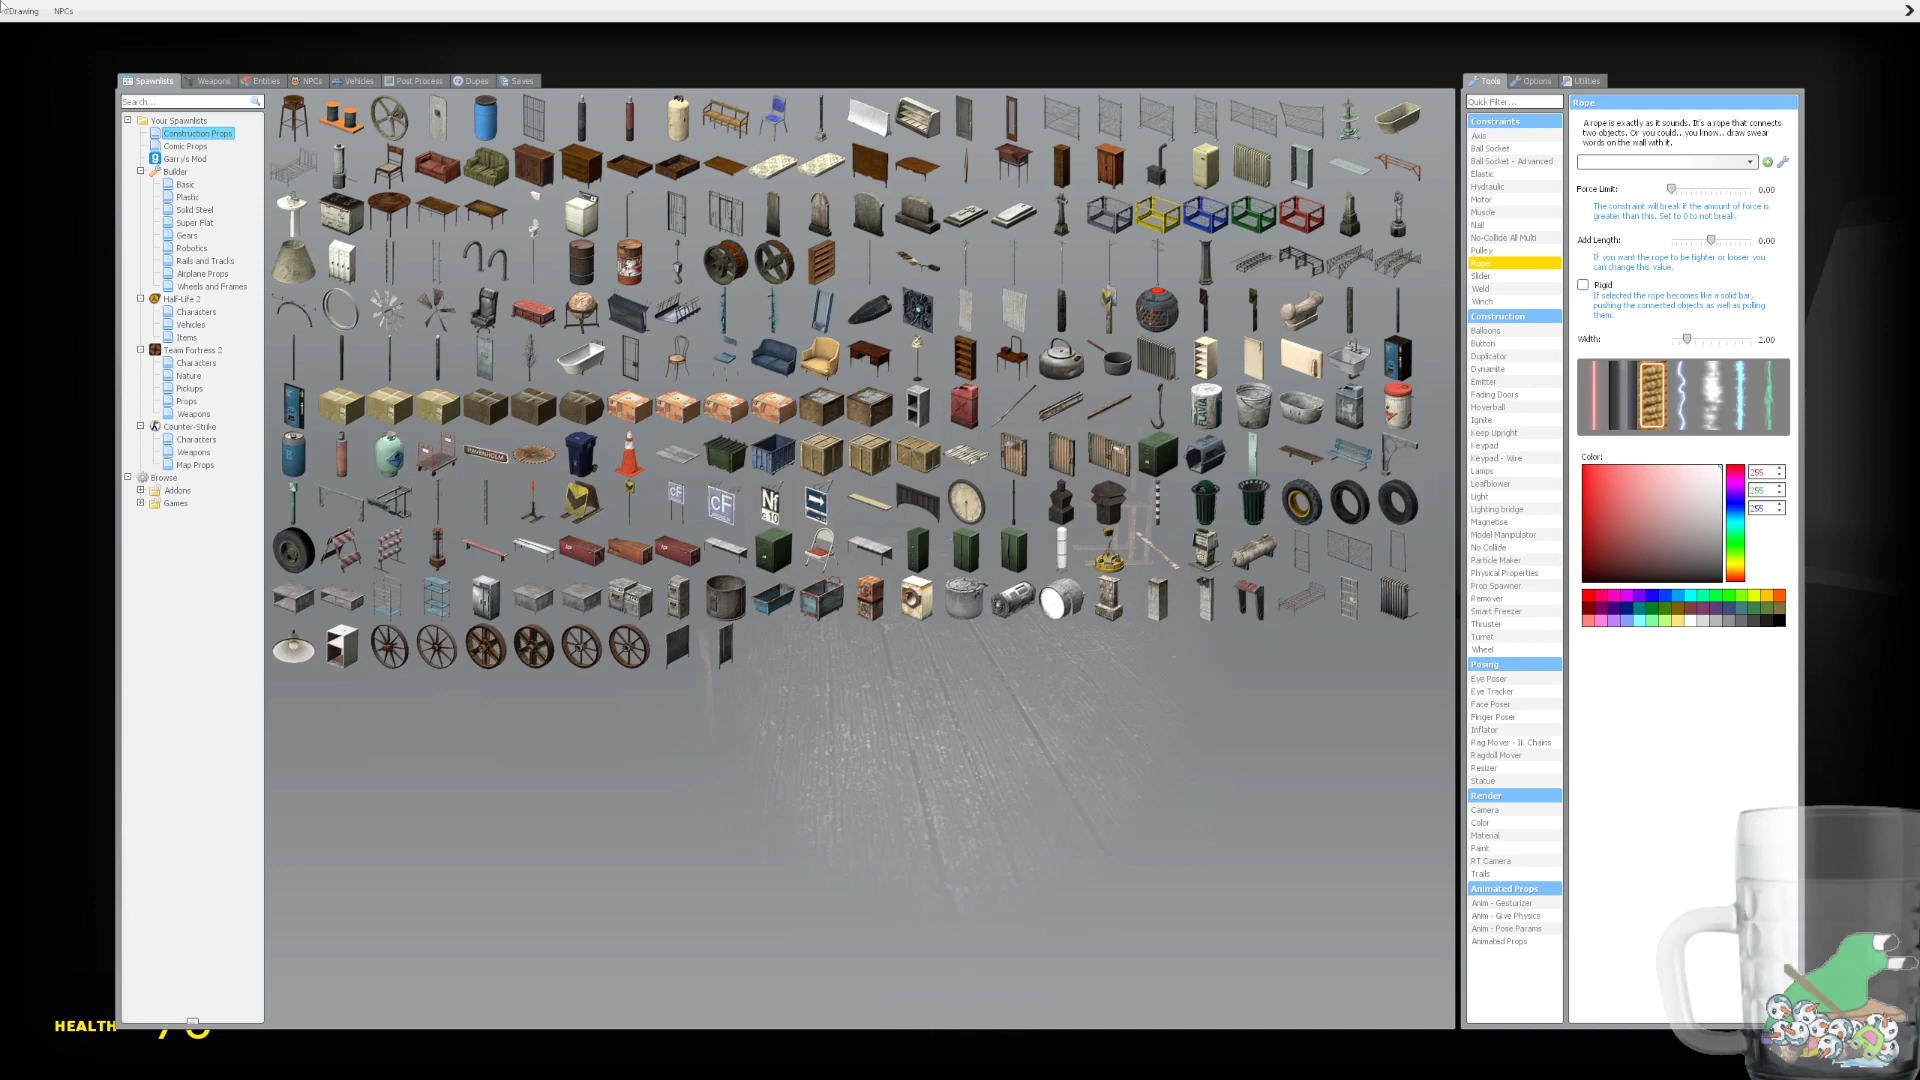 Drawing NPCs
Spawnlists Weapons Entities NPCs Vehicles Post Process Dupes Saves
Search...
Your Spawnlists
Construction Props
Comic Props
Garry's Mod
Builder
Basic
Plastic
Solid Steel
Super Flat
Gears
Robotics
Rails and Tracks
Airplane Props
Wheels and Frames
Half-Life 2
Characters
Vehicles
Items
Team Fortress 2
Characters
Nature
Pickups
Props
Weapons
Counter-Strike
Characters
Weapons
Map Props
Browse
Addons
Games
RAVENHOLM
cF
cF
Nf
HEALTH
Tools Options Utilities
Quick Filter...
Constraints
Axis
Ball Socket
Ball Socket - Advanced
Elastic
Hydraulic
Motor
Muscle
Nail
No-Collide All Multi
Pulley
Rope
Slider
Weld
Winch
Construction
Balloons
Button
Duplicator
Dynamite
Emitter
Fading Doors
Hoverball
Ignite
Keep Upright
Keypad
Keypad - Wire
Lamps
Leafblower
Light
Lighting bridge
Magnetise
Model Manipulator
No Collide
Particle Maker
Physical Properties
Prop Spawner
Remover
Smart Freezer
Thruster
Turret
Wheel
Posing
Eye Poser
Eye Tracker
Face Poser
Finger Poser
Inflator
Rag Mover - IK Chains
Ragdoll Mover
Resizer
Statue
Render
Camera
Color
Material
Paint
RT Camera
Trails
Animated Props
Anim - Gesturizer
Anim - Give Physics
Anim - Pose Params
Animated Props
Rope
A rope is exactly as it sounds. It's a rope that connects
two objects. Or you could.. you know.. draw swear
words on the wall with it.
Force Limit: 0.00
The constraint will break if the amount of force is
greater than this. Set to 0 to not break.
Add Length: 0.00
If you want the rope to be tighter or looser you
can change this value.
Rigid
If selected the rope becomes like a solid bar,
pushing the connected objects as well as pulling
them.
Width: 2.00
Color:
255
255
255